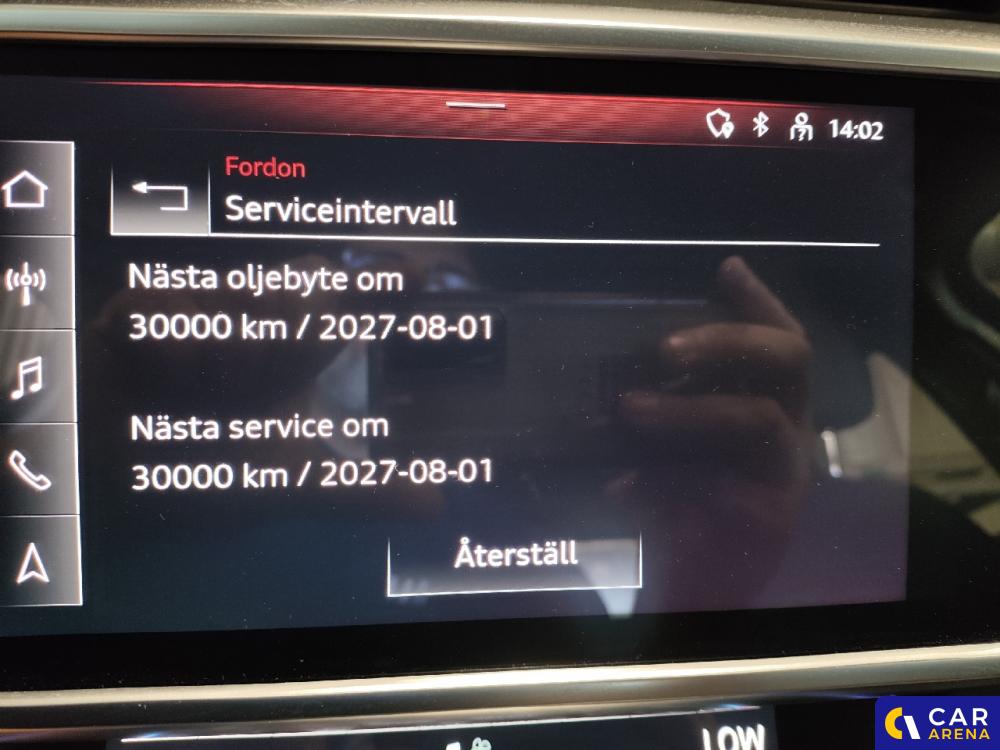 14:02
Fordon
Serviceintervall
Nästa oljebyte om
30000 km / 2027-08-01
Nästa service om
30000 km / 2027-08-01
Återställ
LOW
CAR
ARENA